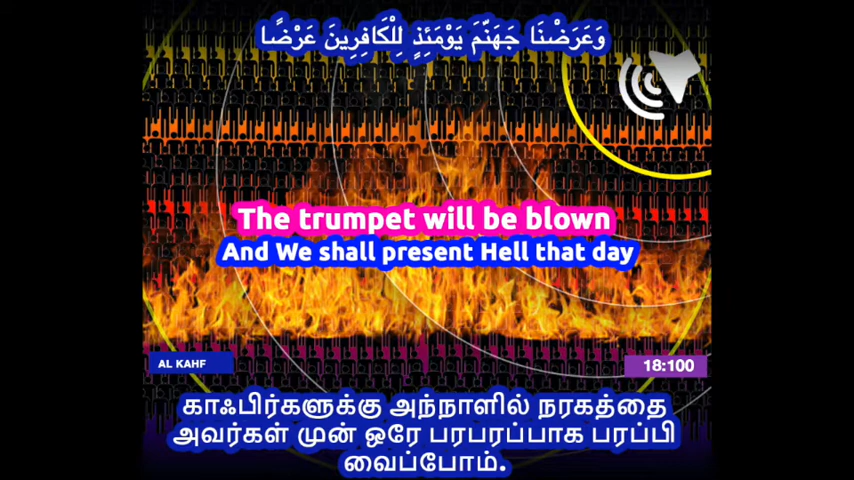 وَعَرَضْنَا جَهَنَّمَ يَوْمَئِذٍ لِلْكَافِرِينَ عَرْضًا
The trumpet will be blown
And We shall present Hell that day
AL KAHF
18:100
காஃபிர்களுக்கு அந்நாளில் நரகத்தை
அவர்கள் முன் ஒரே பரபரப்பாக பரப்பி
வைப்போம்.